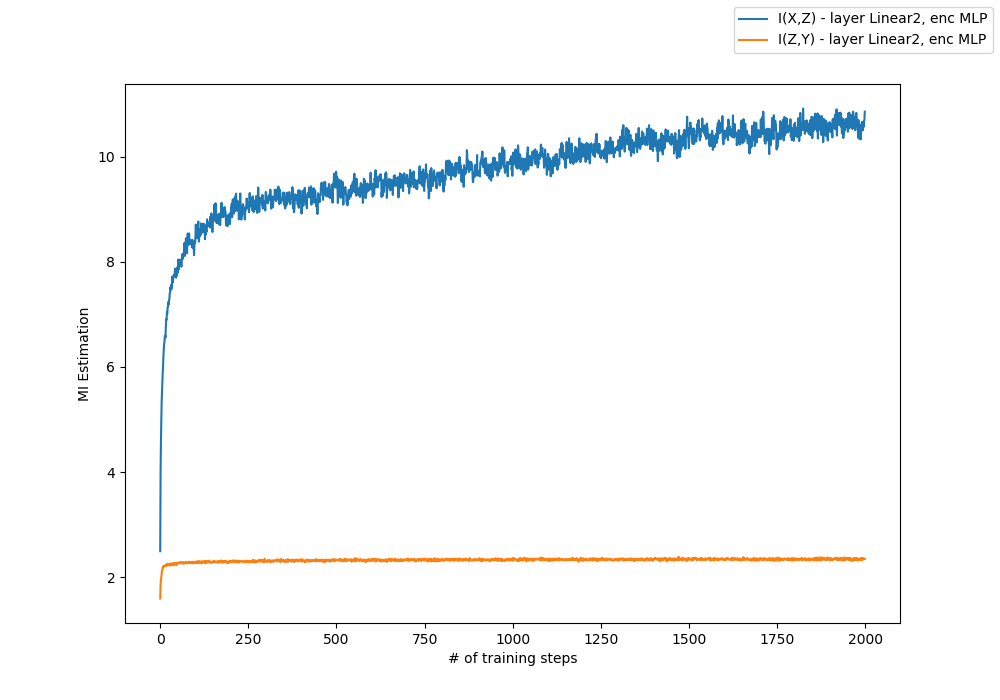 I(X,Z) - layer Linear2, enc MLP
I(Z,Y) - layer Linear2, enc MLP
10
8
6
4
2
MI Estimation
0 250 500 750 1000 1250 1500 1750 2000
# of training steps